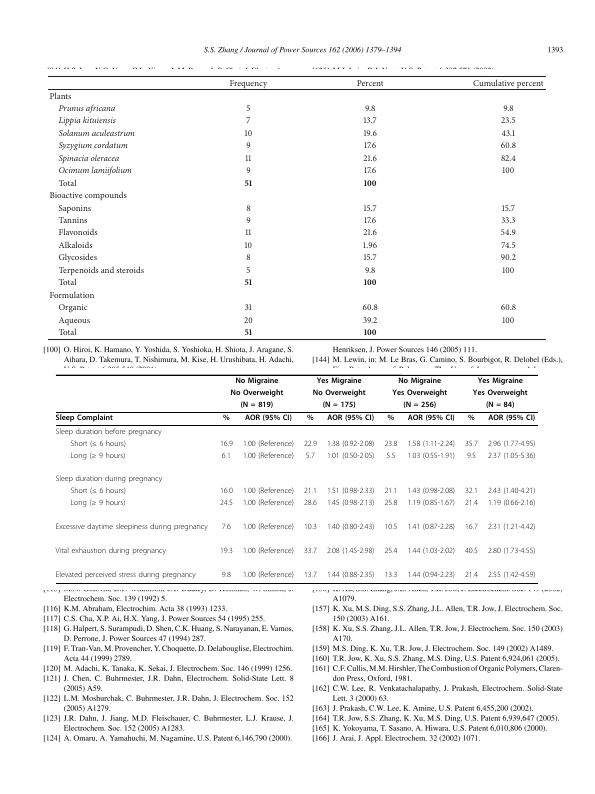 S.S. Zhang / Journal of Power Sources 162 (2006) 1379–1394 1393
Frequency Percent Cumulative percent
Plants
Prunus africana 5 9.8 9.8
Lippia kituiensis 7 13.7 23.5
Solanum aculeastrum 10 19.6 43.1
Syzygium cordatum 9 17.6 60.8
Spinacia oleracea 11 21.6 82.4
Ocimum lamiifolium 9 17.6 100
Total 51 100
Bioactive compounds
Saponins 8 15.7 15.7
Tannins 9 17.6 33.3
Flavonoids 11 21.6 54.9
Alkaloids 10 1.96 74.5
Glycosides 8 15.7 90.2
Terpenoids and steroids 5 9.8 100
Total 51 100
Formulation
Organic 31 60.8 60.8
Aqueous 20 39.2 100
Total 51 100
[100] O. Hiroi, K. Hamano, Y. Yoshida, S. Yoshioka, H. Shiota, J. Aragane, S.
Aihara, D. Takemura, T. Nishimura, M. Kise, H. Urushibata, H. Adachi,
Henriksen, J. Power Sources 146 (2005) 111.
[144] M. Lewin, in: M. Le Bras, G. Camino, S. Bourbigot, R. Delobel (Eds.),
No Migraine Yes Migraine No Migraine Yes Migraine
No Overweight No Overweight Yes Overweight Yes Overweight
(N = 819) (N = 175) (N = 256) (N = 84)
Sleep Complaint % AOR (95% CI) % AOR (95% CI) % AOR (95% CI) % AOR (95% CI)
Sleep duration before pregnancy
Short (≤ 6 hours) 16.9 1.00 (Reference) 22.9 1.38 (0.92-2.08) 23.8 1.58 (1.11-2.24) 35.7 2.96 (1.77-4.95)
Long (≥ 9 hours) 6.1 1.00 (Reference) 5.7 1.01 (0.50-2.05) 5.5 1.03 (0.55-1.91) 9.5 2.37 (1.05-5.36)
Sleep duration during pregnancy
Short (≤ 6 hours) 16.0 1.00 (Reference) 21.1 1.51 (0.98-2.33) 21.1 1.43 (0.98-2.08) 32.1 2.43 (1.40-4.21)
Long (≥ 9 hours) 24.5 1.00 (Reference) 28.6 1.45 (0.98-2.13) 25.8 1.19 (0.85-1.67) 21.4 1.19 (0.66-2.16)
Excessive daytime sleepiness during pregnancy 7.6 1.00 (Reference) 10.3 1.40 (0.80-2.43) 10.5 1.41 (0.87-2.28) 16.7 2.31 (1.21-4.42)
Vital exhaustion during pregnancy 19.3 1.00 (Reference) 33.7 2.08 (1.45-2.98) 25.4 1.44 (1.03-2.02) 40.5 2.80 (1.73-4.55)
Elevated perceived stress during pregnancy 9.8 1.00 (Reference) 13.7 1.44 (0.88-2.35) 13.3 1.44 (0.94-2.23) 21.4 2.55 (1.42-4.59)
Electrochem. Soc. 139 (1992) 5.
[116] K.M. Abraham, Electrochim. Acta 38 (1993) 1233.
[117] C.S. Cha, X.P. Ai, H.X. Yang, J. Power Sources 54 (1995) 255.
[118] G. Halpert, S. Surampudi, D. Shen, C.K. Huang, S. Narayanan, E. Vamos,
D. Perrone, J. Power Sources 47 (1994) 287.
[119] F. Tran-Van, M. Provencher, Y. Choquette, D. Delabouglise, Electrochim.
Acta 44 (1999) 2789.
[120] M. Adachi, K. Tanaka, K. Sekai, J. Electrochem. Soc. 146 (1999) 1256.
[121] J. Chen, C. Buhrmester, J.R. Dahn, Electrochem. Solid-State Lett. 8
(2005) A59.
[122] L.M. Moshurchak, C. Buhrmester, J.R. Dahn, J. Electrochem. Soc. 152
(2005) A1279.
[123] J.R. Dahn, J. Jiang, M.D. Fleischauer, C. Buhrmester, L.J. Krause, J.
Electrochem. Soc. 152 (2005) A1283.
[124] A. Omaru, A. Yamahuchi, M. Nagamine, U.S. Patent 6,146,790 (2000).
A1079.
[157] K. Xu, M.S. Ding, S.S. Zhang, J.L. Allen, T.R. Jow, J. Electrochem. Soc.
150 (2003) A161.
[158] K. Xu, S.S. Zhang, J.L. Allen, T.R. Jow, J. Electrochem. Soc. 150 (2003)
A170.
[159] M.S. Ding, K. Xu, T.R. Jow, J. Electrochem. Soc. 149 (2002) A1489.
[160] T.R. Jow, K. Xu, S.S. Zhang, M.S. Ding, U.S. Patent 6,924,061 (2005).
[161] C.F. Cullis, M.M. Hirshler, The Combustion of Organic Polymers, Claren-
don Press, Oxford, 1981.
[162] C.W. Lee, R. Venkatachalapathy, J. Prakash, Electrochem. Solid-State
Lett. 3 (2000) 63.
[163] J. Prakash, C.W. Lee, K. Amine, U.S. Patent 6,455,200 (2002).
[164] T.R. Jow, S.S. Zhang, K. Xu, M.S. Ding, U.S. Patent 6,939,647 (2005).
[165] K. Yokoyama, T. Sasano, A. Hiwara, U.S. Patent 6,010,806 (2000).
[166] J. Arai, J. Appl. Electrochem. 32 (2002) 1071.